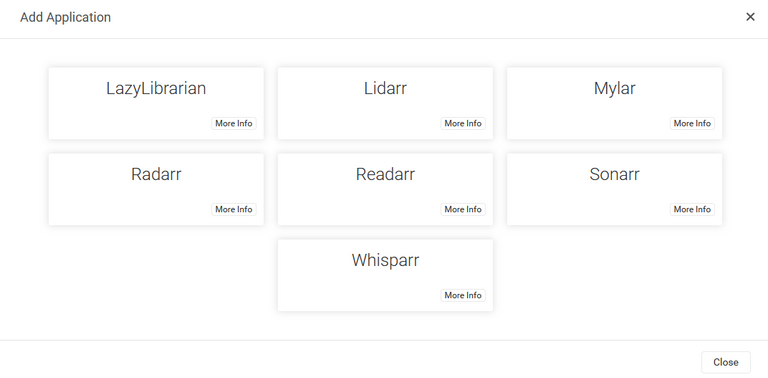 Add Application
×
LazyLibrarian
More Info
Lidarr
More Info
Mylar
More Info
Radarr
More Info
Readarr
More Info
Sonarr
More Info
Whisparr
More Info
Close